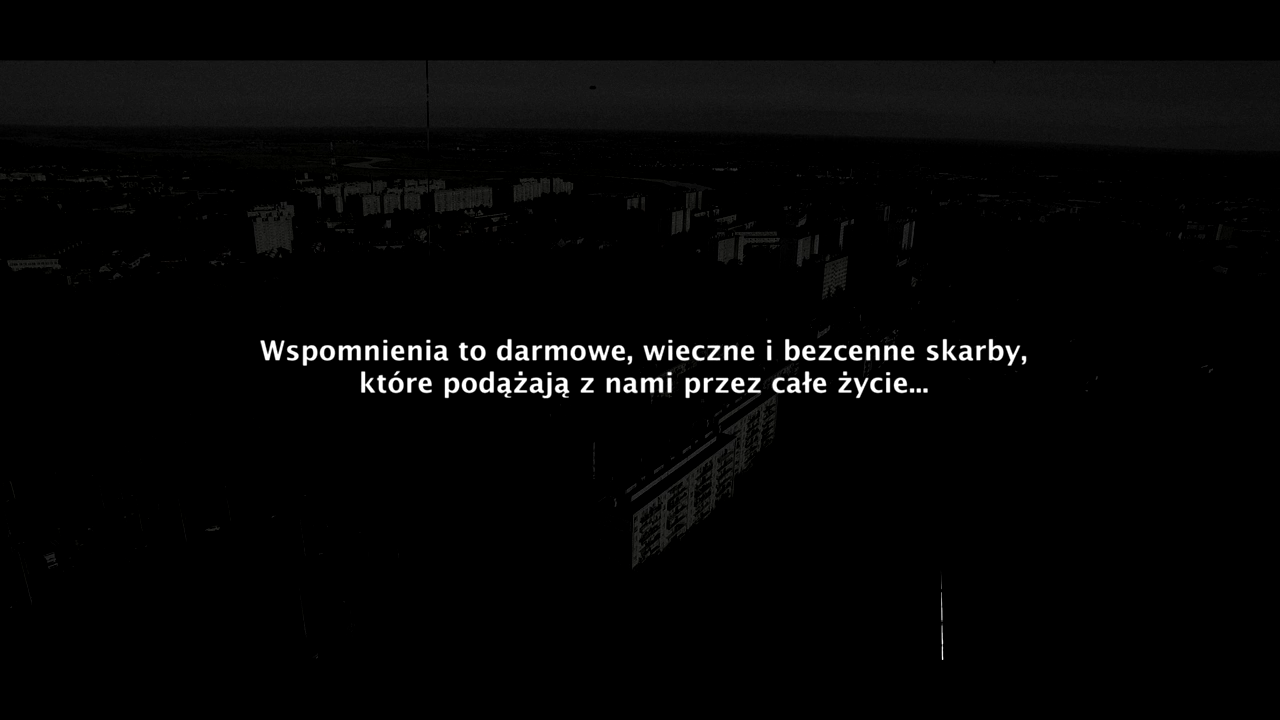 Wspomnienia to darmowe, wieczne i bezcenne skarby,
które podążają z nami przez całe życie...